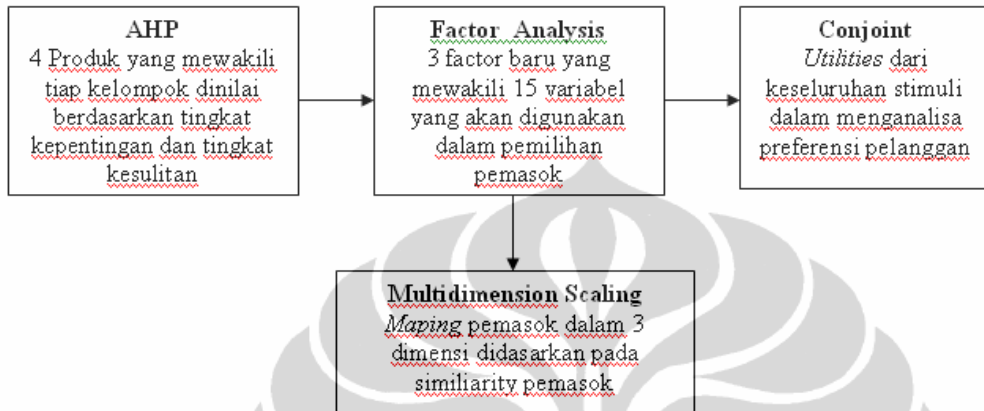 AHP
4 Produk yang mewakili
tiap kelompok dinilai
berdasarkan tingkat
kepentingan dan tingkat
kesulitan
Factor Analysis
3 factor baru yang
mewakili 15 variabel
yang akan digunakan
dalam pemilihan
pemasok
Conjoint
Utilities dari
keseluruhan stimuli
dalam menganalisa
preferensi pelanggan
Multidimension Scaling
Maping pemasok dalam 3
dimensi didasarkan pada
similiarity pemasok